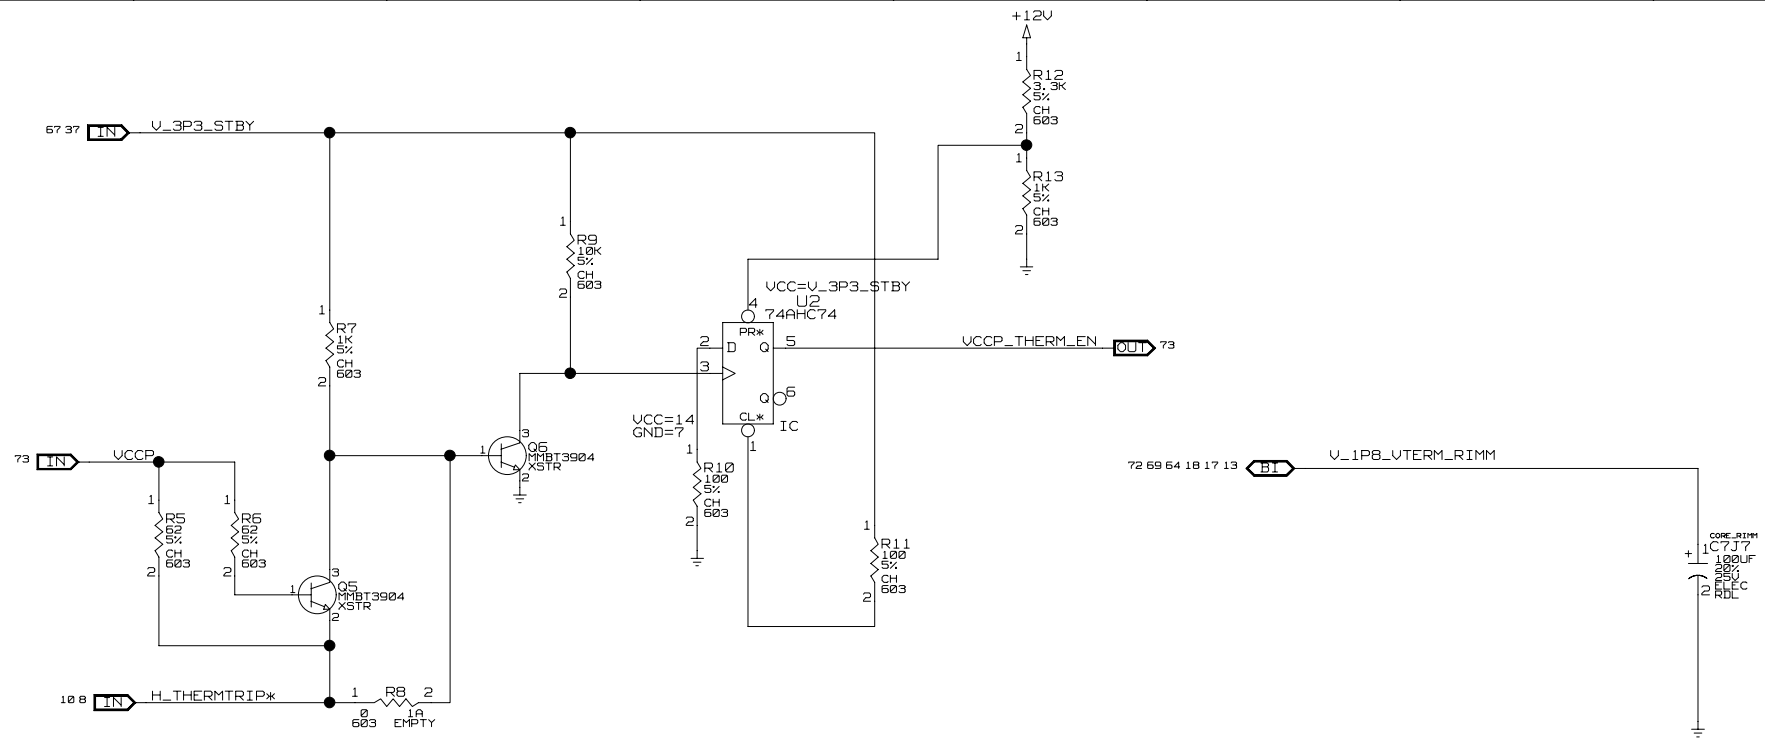 +12V
1
R12
3.3K
5%
CH
603
2
67 37 IN V_3P3_STBY
1
R13
1K
5%
CH
603
2
1
R9
10K
5%
CH
603
2
VCC=V_3P3_STBY
U2
74AHC74
4
PR*
2 D Q 5
VCCP_THERM_EN OUT 73
3
Q 6
CL*
IC
1
VCC=14
GND=7
1
R7
1K
5%
CH
603
2
73 IN VCCP
1
3
Q6
MMBT3904
XSTR
2
1
R10
100
5%
CH
603
2
72 69 64 18 17 13 BI V_1P8_VTERM_RIMM
1
R5
62
5%
CH
603
2
1
R6
62
5%
CH
603
2
1
3
Q5
MMBT3904
XSTR
2
1
R11
100
5%
CH
603
2
CORE_RIMM
+ 1
C7J7
100UF
20%
25V
ELEC
RDL
2
10 8 IN H_THERMTRIP*
1 R8 2
0 1A
603 EMPTY